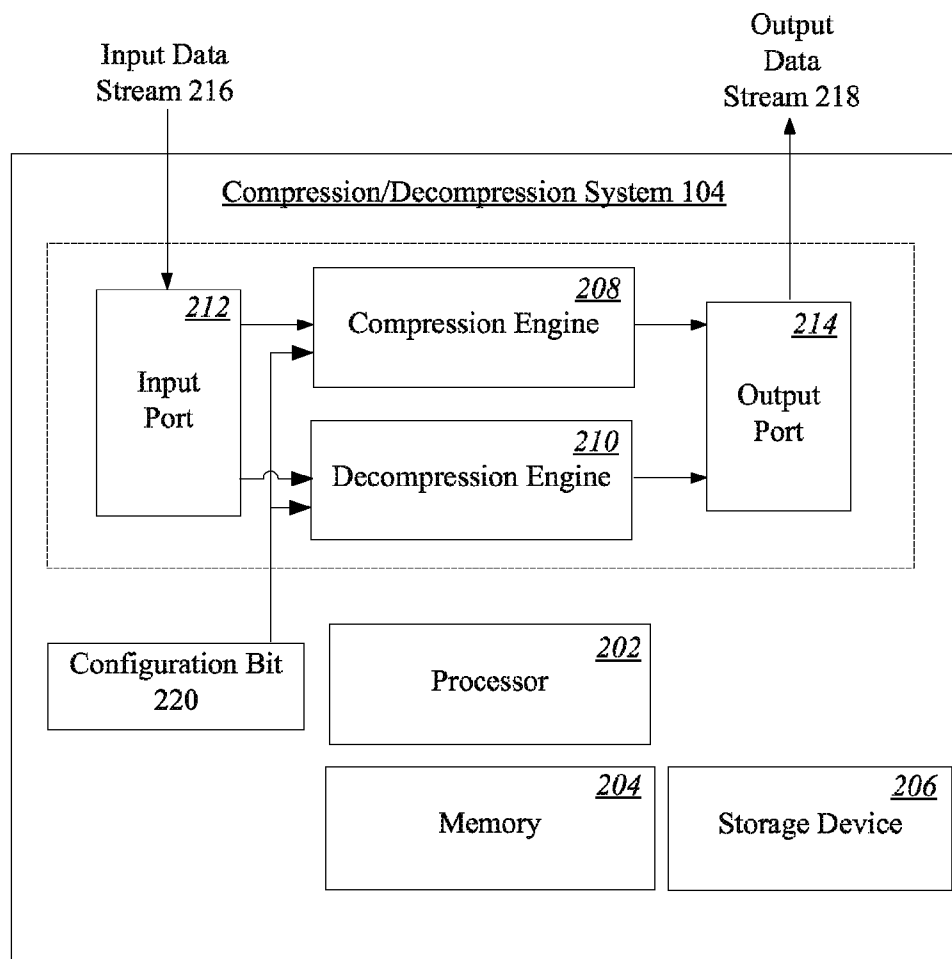 Input Data
Stream 216
Output
Data
Stream 218
Compression/Decompression System 104
212
Input
Port
208
Compression Engine
210
Decompression Engine
214
Output
Port
Configuration Bit
220
202
Processor
204
Memory
206
Storage Device